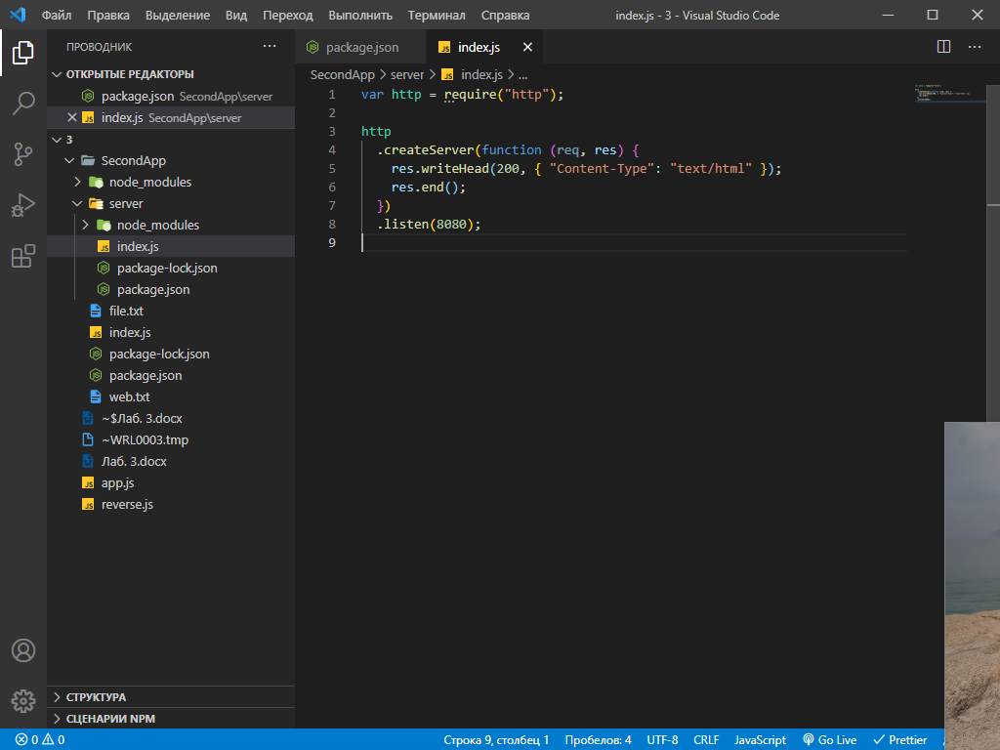 Файл Правка Выделение Вид Переход Выполнить Терминал Справка index.js - 3 - Visual Studio Code
ПРОВОДНИК
ОТКРЫТЫЕ РЕДАКТОРЫ
package.json SecondApp\server
index.js SecondApp\server
3
SecondApp
node_modules
server
node_modules
index.js
package-lock.json
package.json
file.txt
index.js
package-lock.json
package.json
web.txt
~$Лаб. 3.docx
~WRL0003.tmp
Лаб. 3.docx
app.js
reverse.js
СТРУКТУРА
СЦЕНАРИИ NPM
package.json index.js
SecondApp > server > index.js > ...
1 var http = require("http");
2
3 http
4 .createServer(function (req, res) {
5 res.writeHead(200, { "Content-Type": "text/html" });
6 res.end();
7 })
8 .listen(8080);
9
0 0 Строка 9, столбец 1 Пробелов: 4 UTF-8 CRLF JavaScript Go Live Prettier